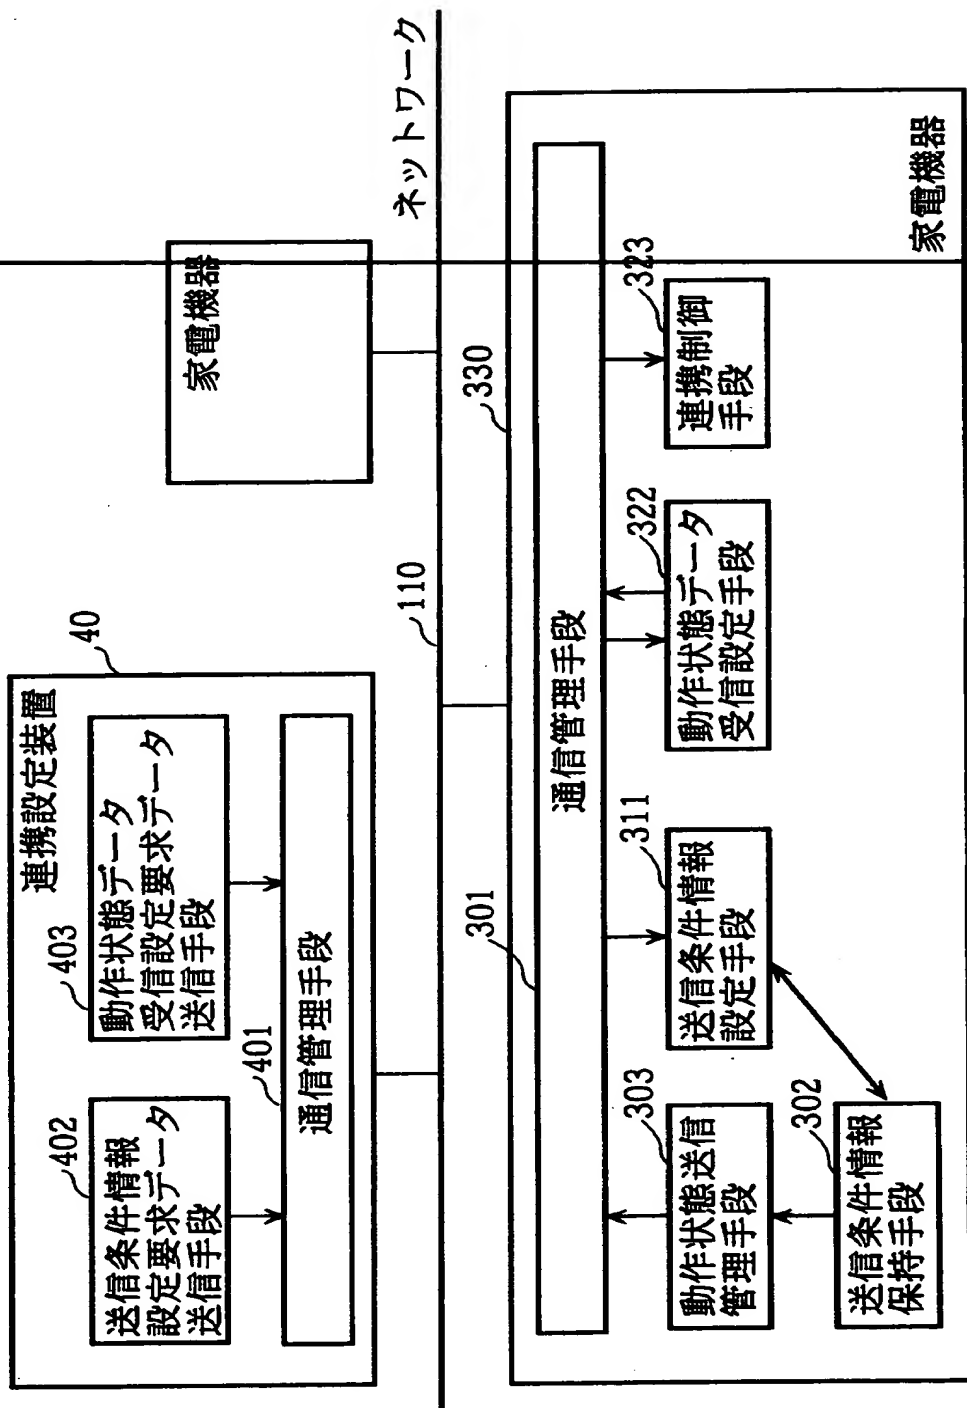 連携設定装置
40
402
送信条件情報
設定要求データ
送信手段
403
動作状態データ
受信設定要求データ
送信手段
401
通信管理手段
家電機器
110
ネットワーク
330
301
通信管理手段
303
動作状態送信
管理手段
311
送信条件情報
設定手段
322
動作状態データ
受信設定手段
323
連携制御
手段
302
送信条件情報
保持手段
家電機器